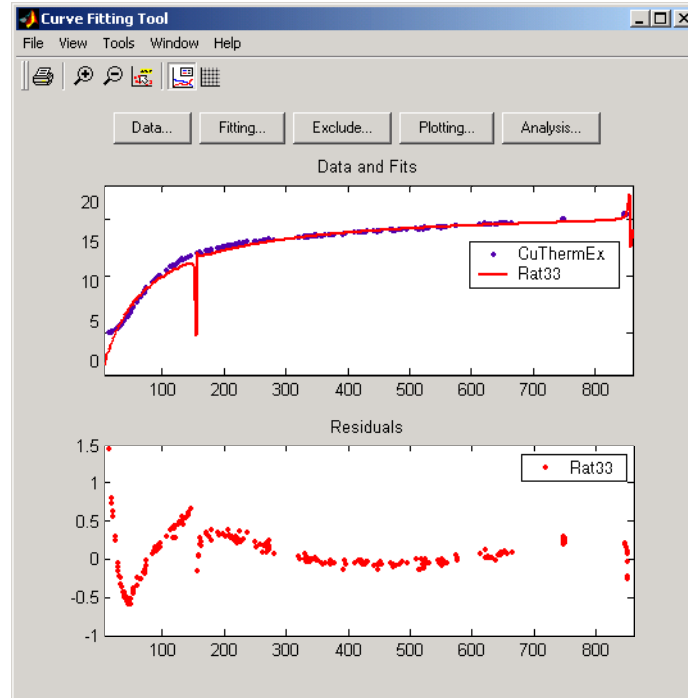 Curve Fitting Tool
File View Tools Window Help
Data... Fitting... Exclude... Plotting... Analysis...
Data and Fits
20
15
10
5
0
CuThermEx
Rat33
100 200 300 400 500 600 700 800
Residuals
1.5
1
0.5
0
-0.5
-1
Rat33
100 200 300 400 500 600 700 800